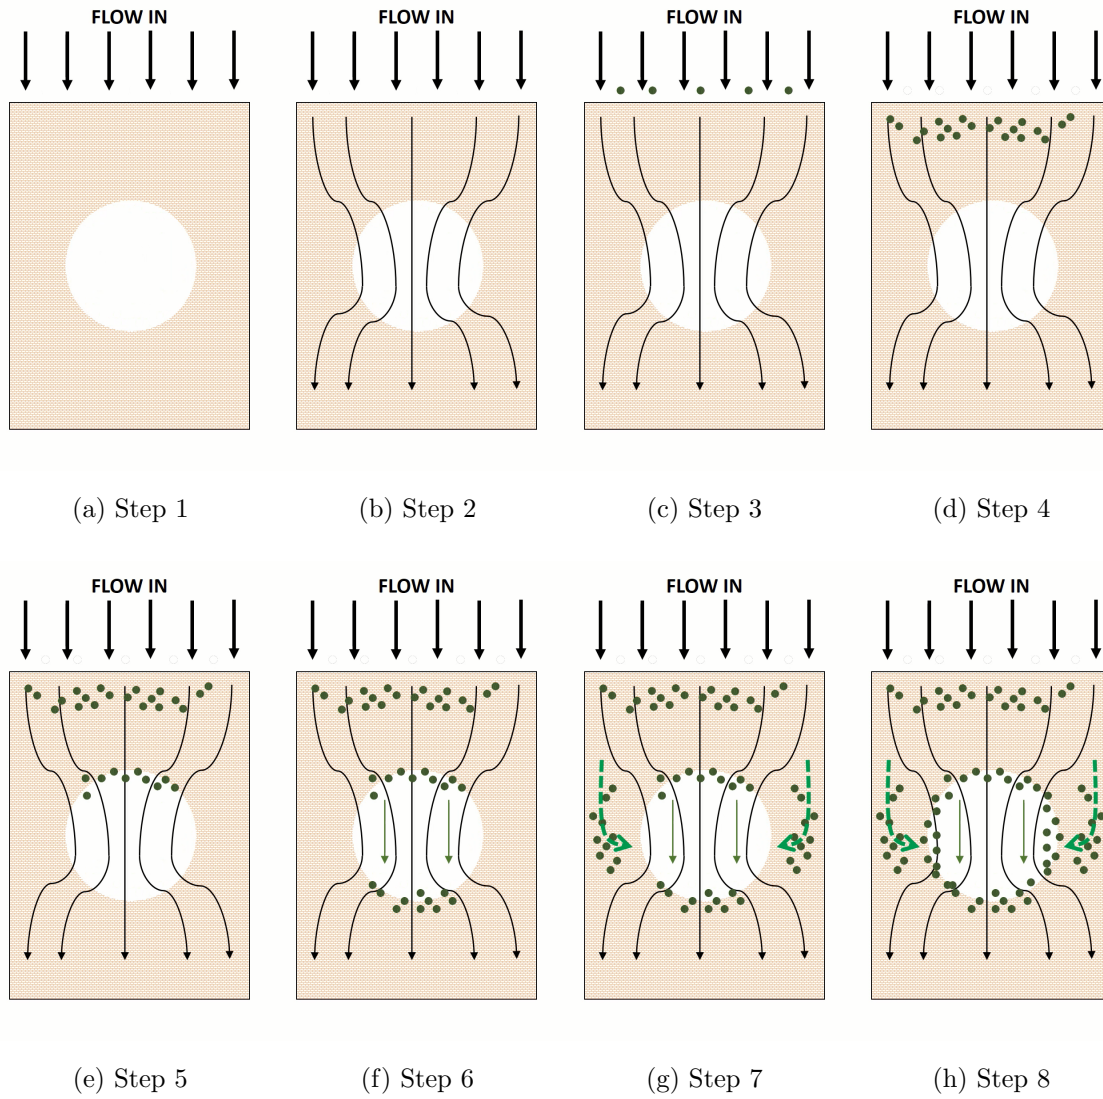 FLOW IN FLOW IN FLOW IN FLOW IN
(a) Step 1 (b) Step 2 (c) Step 3 (d) Step 4
FLOW IN FLOW IN FLOW IN FLOW IN
(e) Step 5 (f) Step 6 (g) Step 7 (h) Step 8